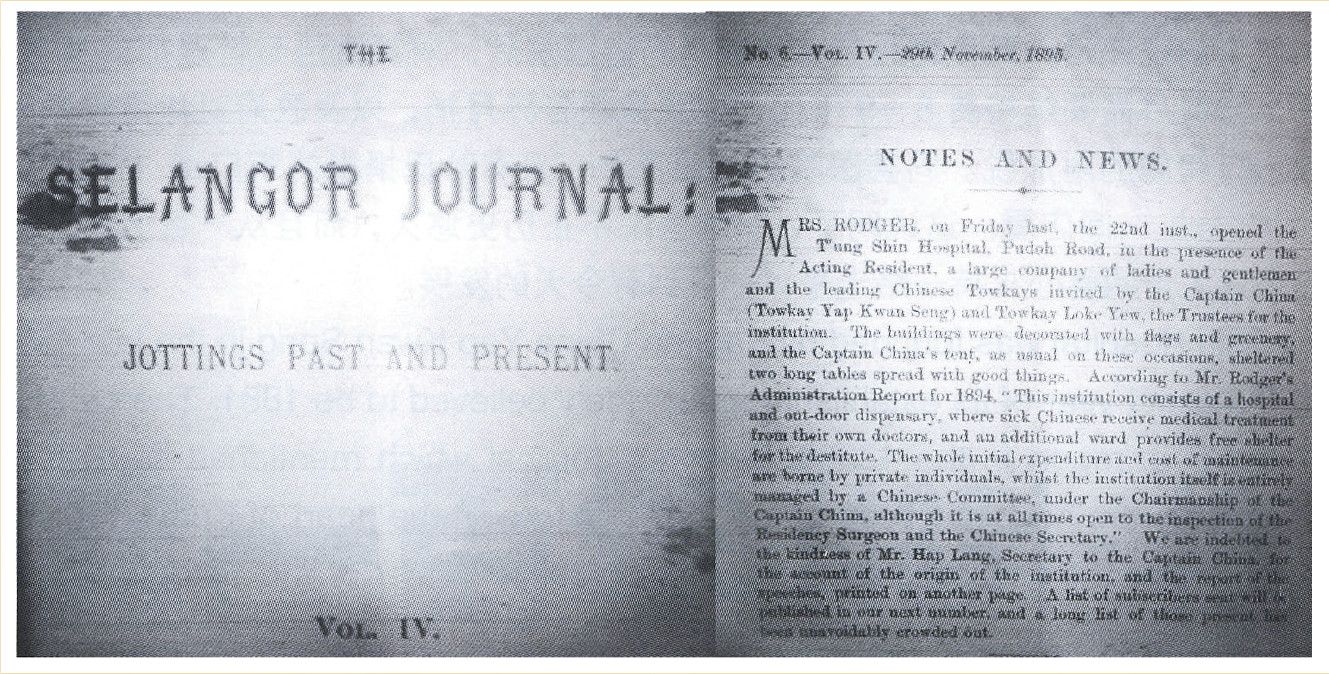 THE
SELANGOR JOURNAL:
JOTTINGS PAST AND PRESENT.
VOL. IV.
No. 6.—VOL. IV.—29th November, 1895.
NOTES AND NEWS.
MRS. RODGER, on Friday last, the 22nd inst., opened the
T'ung Shin Hospital, Pudoh Road, in the presence of the
Acting Resident, a large company of ladies and gentlemen
and the leading Chinese Towkays invited by the Captain China
(Towkay Yap Kwan Seng) and Towkay Loke Yew, the Trustees for the
institution. The buildings were decorated with flags and greenery,
and the Captain China's tent, as usual on these occasions, sheltered
two long tables spread with good things. According to Mr. Rodger's
Administration Report for 1894, "This institution consists of a hospital
and out-door dispensary, where sick Chinese receive medical treatment
from their own doctors, and an additional ward provides free shelter
for the destitute. The whole initial expenditure and cost of maintenance
are borne by private individuals, whilst the institution itself is entirely
managed by a Chinese Committee, under the Chairmanship of the
Captain China, although it is at all times open to the inspection of the
Residency Surgeon and the Chinese Secretary." We are indebted to
the kindness of Mr. Hap Lang, Secretary to the Captain China, for
the account of the origin of the institution, and the report of the
speeches, printed on another page. A list of subscribers sent will be
published in our next number, and a long list of those present has
been unavoidably crowded out.